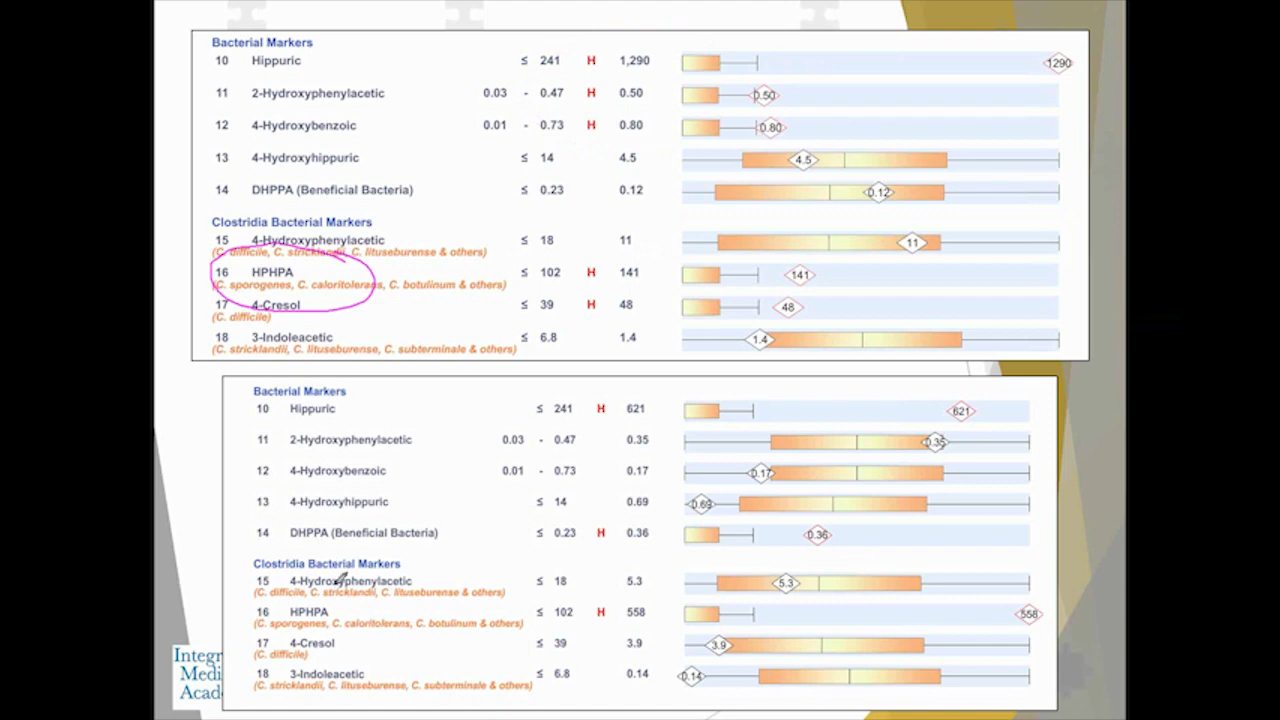 Bacterial Markers
10 Hippuric ≤ 241 H 1,290 1290
11 2-Hydroxyphenylacetic 0.03 - 0.47 H 0.50 0.50
12 4-Hydroxybenzoic 0.01 - 0.73 H 0.80 0.80
13 4-Hydroxyhippuric ≤ 14 4.5 4.5
14 DHPPA (Beneficial Bacteria) ≤ 0.23 0.12 0.12
Clostridia Bacterial Markers
15 4-Hydroxyphenylacetic ≤ 18 11 11
(C. difficile, C. stricklandii, C. lituseburense & others)
16 HPHPA ≤ 102 H 141 141
(C. sporogenes, C. caloritolerans, C. botulinum & others)
17 4-Cresol ≤ 39 H 48 48
(C. difficile)
18 3-Indoleacetic ≤ 6.8 1.4 1.4
(C. stricklandii, C. lituseburense, C. subterminale & others)
Bacterial Markers
10 Hippuric ≤ 241 H 621 621
11 2-Hydroxyphenylacetic 0.03 - 0.47 0.35 0.35
12 4-Hydroxybenzoic 0.01 - 0.73 0.17 0.17
13 4-Hydroxyhippuric ≤ 14 0.69 0.69
14 DHPPA (Beneficial Bacteria) ≤ 0.23 H 0.36 0.36
Clostridia Bacterial Markers
15 4-Hydroxyphenylacetic ≤ 18 5.3 5.3
(C. difficile, C. stricklandii, C. lituseburense & others)
16 HPHPA ≤ 102 H 558 558
(C. sporogenes, C. caloritolerans, C. botulinum & others)
17 4-Cresol ≤ 39 3.9 3.9
(C. difficile)
18 3-Indoleacetic ≤ 6.8 0.14 0.14
(C. stricklandii, C. lituseburense, C. subterminale & others)
Integr
Medi
Acad